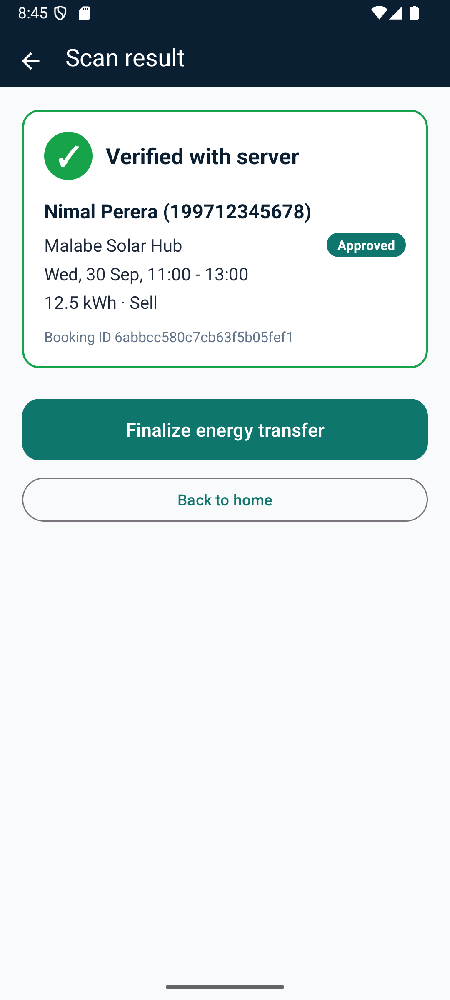 8:45
Scan result
Verified with server
Nimal Perera (199712345678)
Malabe Solar Hub
Approved
Wed, 30 Sep, 11:00 - 13:00
12.5 kWh · Sell
Booking ID 6abbcc580c7cb63f5b05fef1
Finalize energy transfer
Back to home